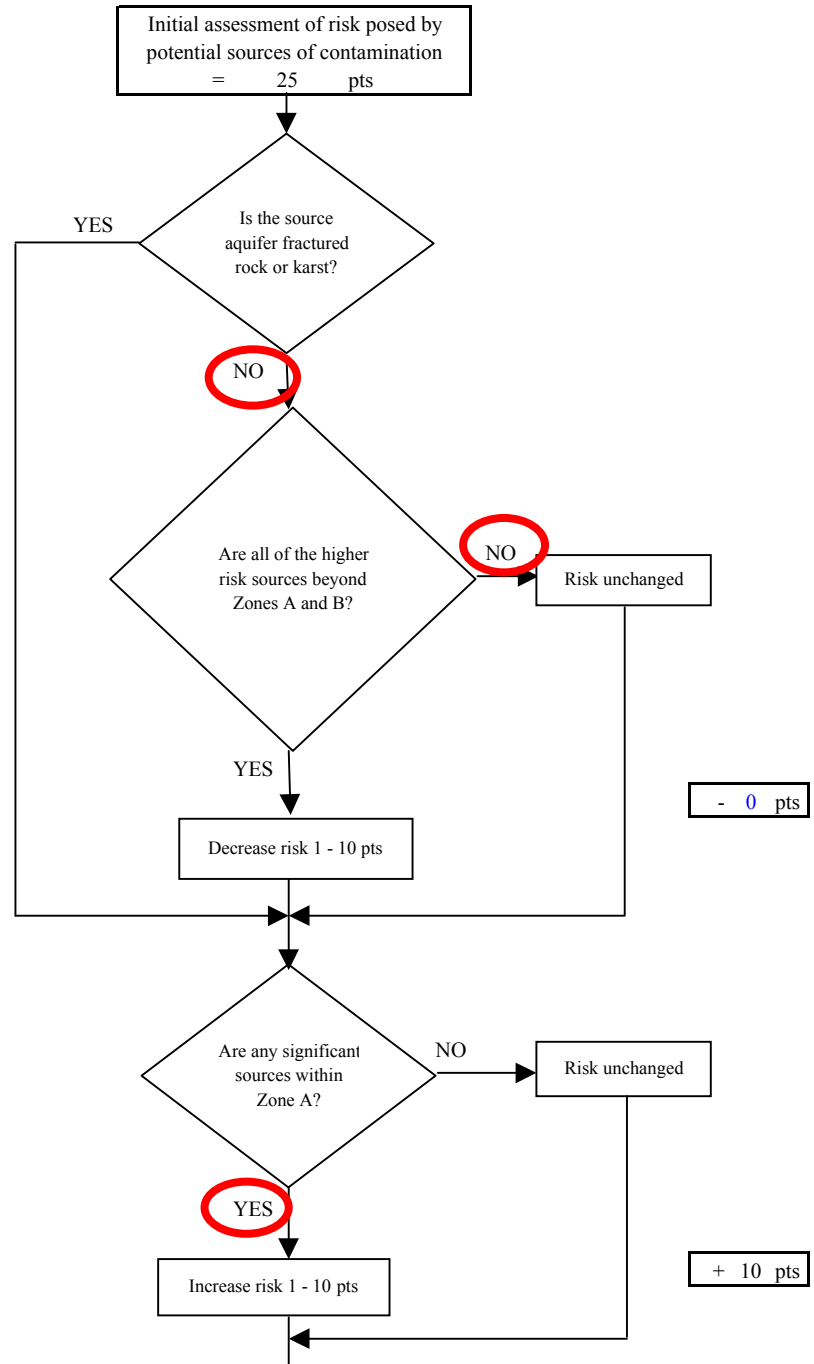 Initial assessment of risk posed by
potential sources of contamination
= 25 pts
YES
Is the source
aquifer fractured
rock or karst?
NO
Are all of the higher
risk sources beyond
Zones A and B?
NO
Risk unchanged
YES
- 0 pts
Decrease risk 1 - 10 pts
Are any significant
sources within
Zone A?
NO
Risk unchanged
YES
+ 10 pts
Increase risk 1 - 10 pts